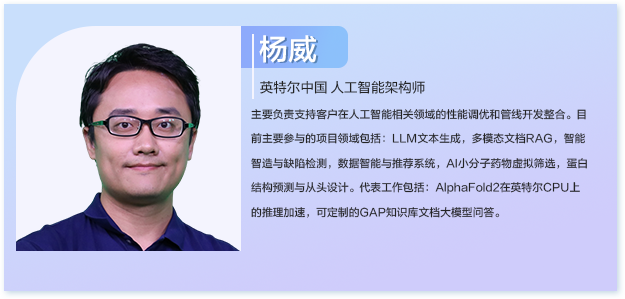 杨威
英特尔中国 人工智能架构师
主要负责支持客户在人工智能相关领域的性能调优和管线开发整合。目
前主要参与的项目领域包括：LLM文本生成，多模态文档RAG，智能
智造与缺陷检测，数据智能与推荐系统，AI小分子药物虚拟筛选，蛋白
结构预测与从头设计。代表工作包括：AlphaFold2在英特尔CPU上
的推理加速，可定制的GAP知识库文档大模型问答。